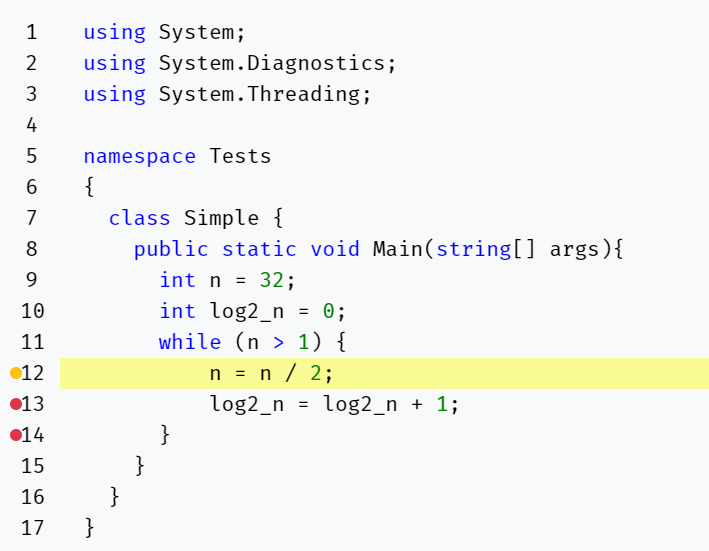 1 using System;
2 using System.Diagnostics;
3 using System.Threading;
4
5 namespace Tests
6 {
7   class Simple {
8     public static void Main(string[] args){
9       int n = 32;
10       int log2_n = 0;
11       while (n > 1) {
12           n = n / 2;
13           log2_n = log2_n + 1;
14       }
15     }
16   }
17 }